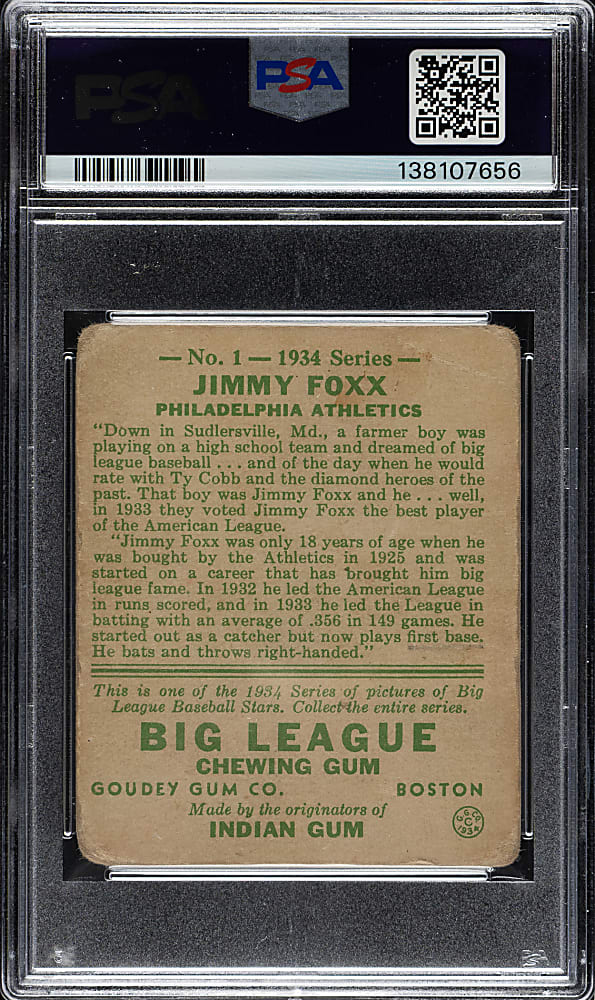 PSA
PSA
138107656
— No. 1 — 1934 Series —
JIMMY FOXX
PHILADELPHIA ATHLETICS
“Down in Sudlersville, Md., a farmer boy was
playing on a high school team and dreamed of big
league baseball . . . and of the day when he would
rate with Ty Cobb and the diamond heroes of the
past. That boy was Jimmy Foxx and he . . . well,
in 1933 they voted Jimmy Foxx the best player
of the American League.
“Jimmy Foxx was only 18 years of age when he
was bought by the Athletics in 1925 and was
started on a career that has brought him big
league fame. In 1932 he led the American League
in runs scored, and in 1933 he led the League in
batting with an average of .356 in 149 games. He
started out as a catcher but now plays first base.
He bats and throws right-handed.”
This is one of the 1934 Series of pictures of Big
League Baseball Stars. Collect the entire series.
BIG LEAGUE
CHEWING GUM
GOUDEY GUM CO. BOSTON
Made by the originators of
INDIAN GUM
G.G.CO.
C
1934